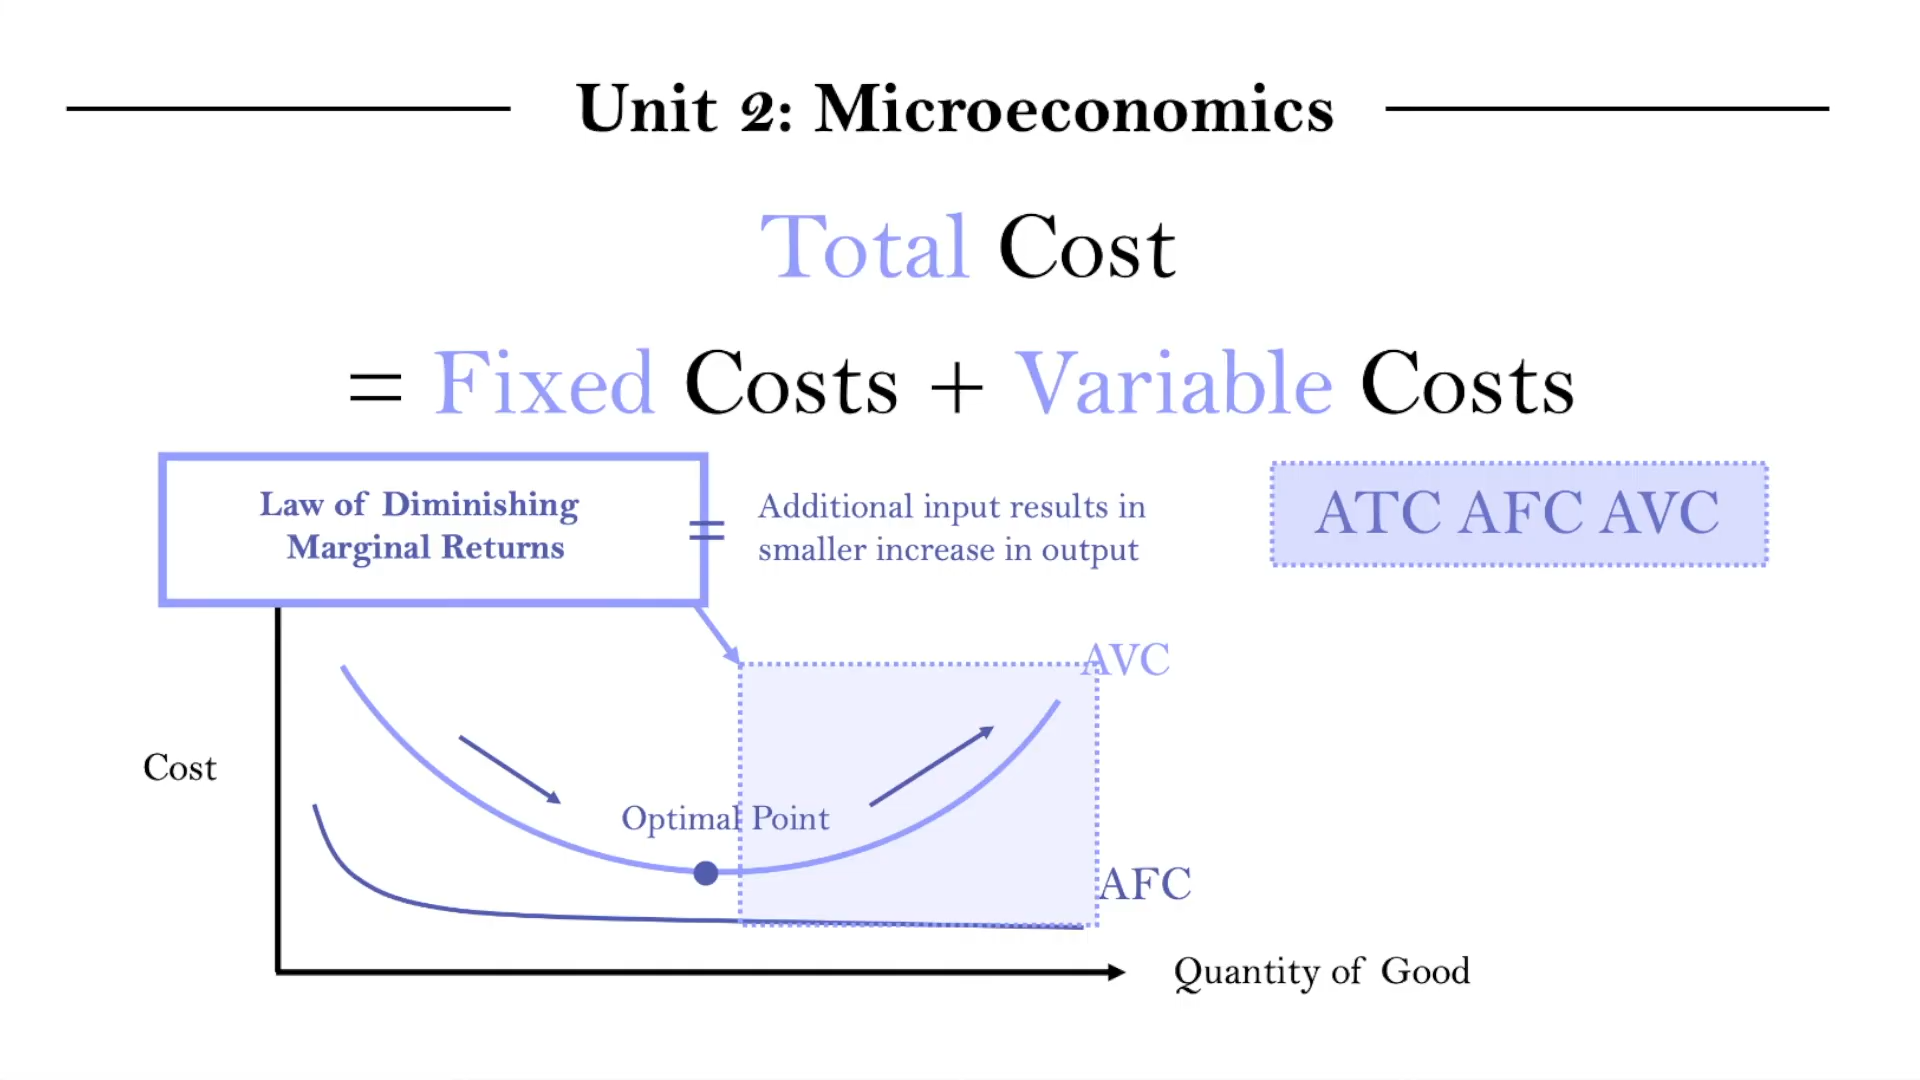 Unit 2: Microeconomics
Total Cost
= Fixed Costs + Variable Costs
Law of Diminishing
Marginal Returns
=
Additional input results in
smaller increase in output
ATC AFC AVC
AVC
Cost
Optimal Point
AFC
Quantity of Good